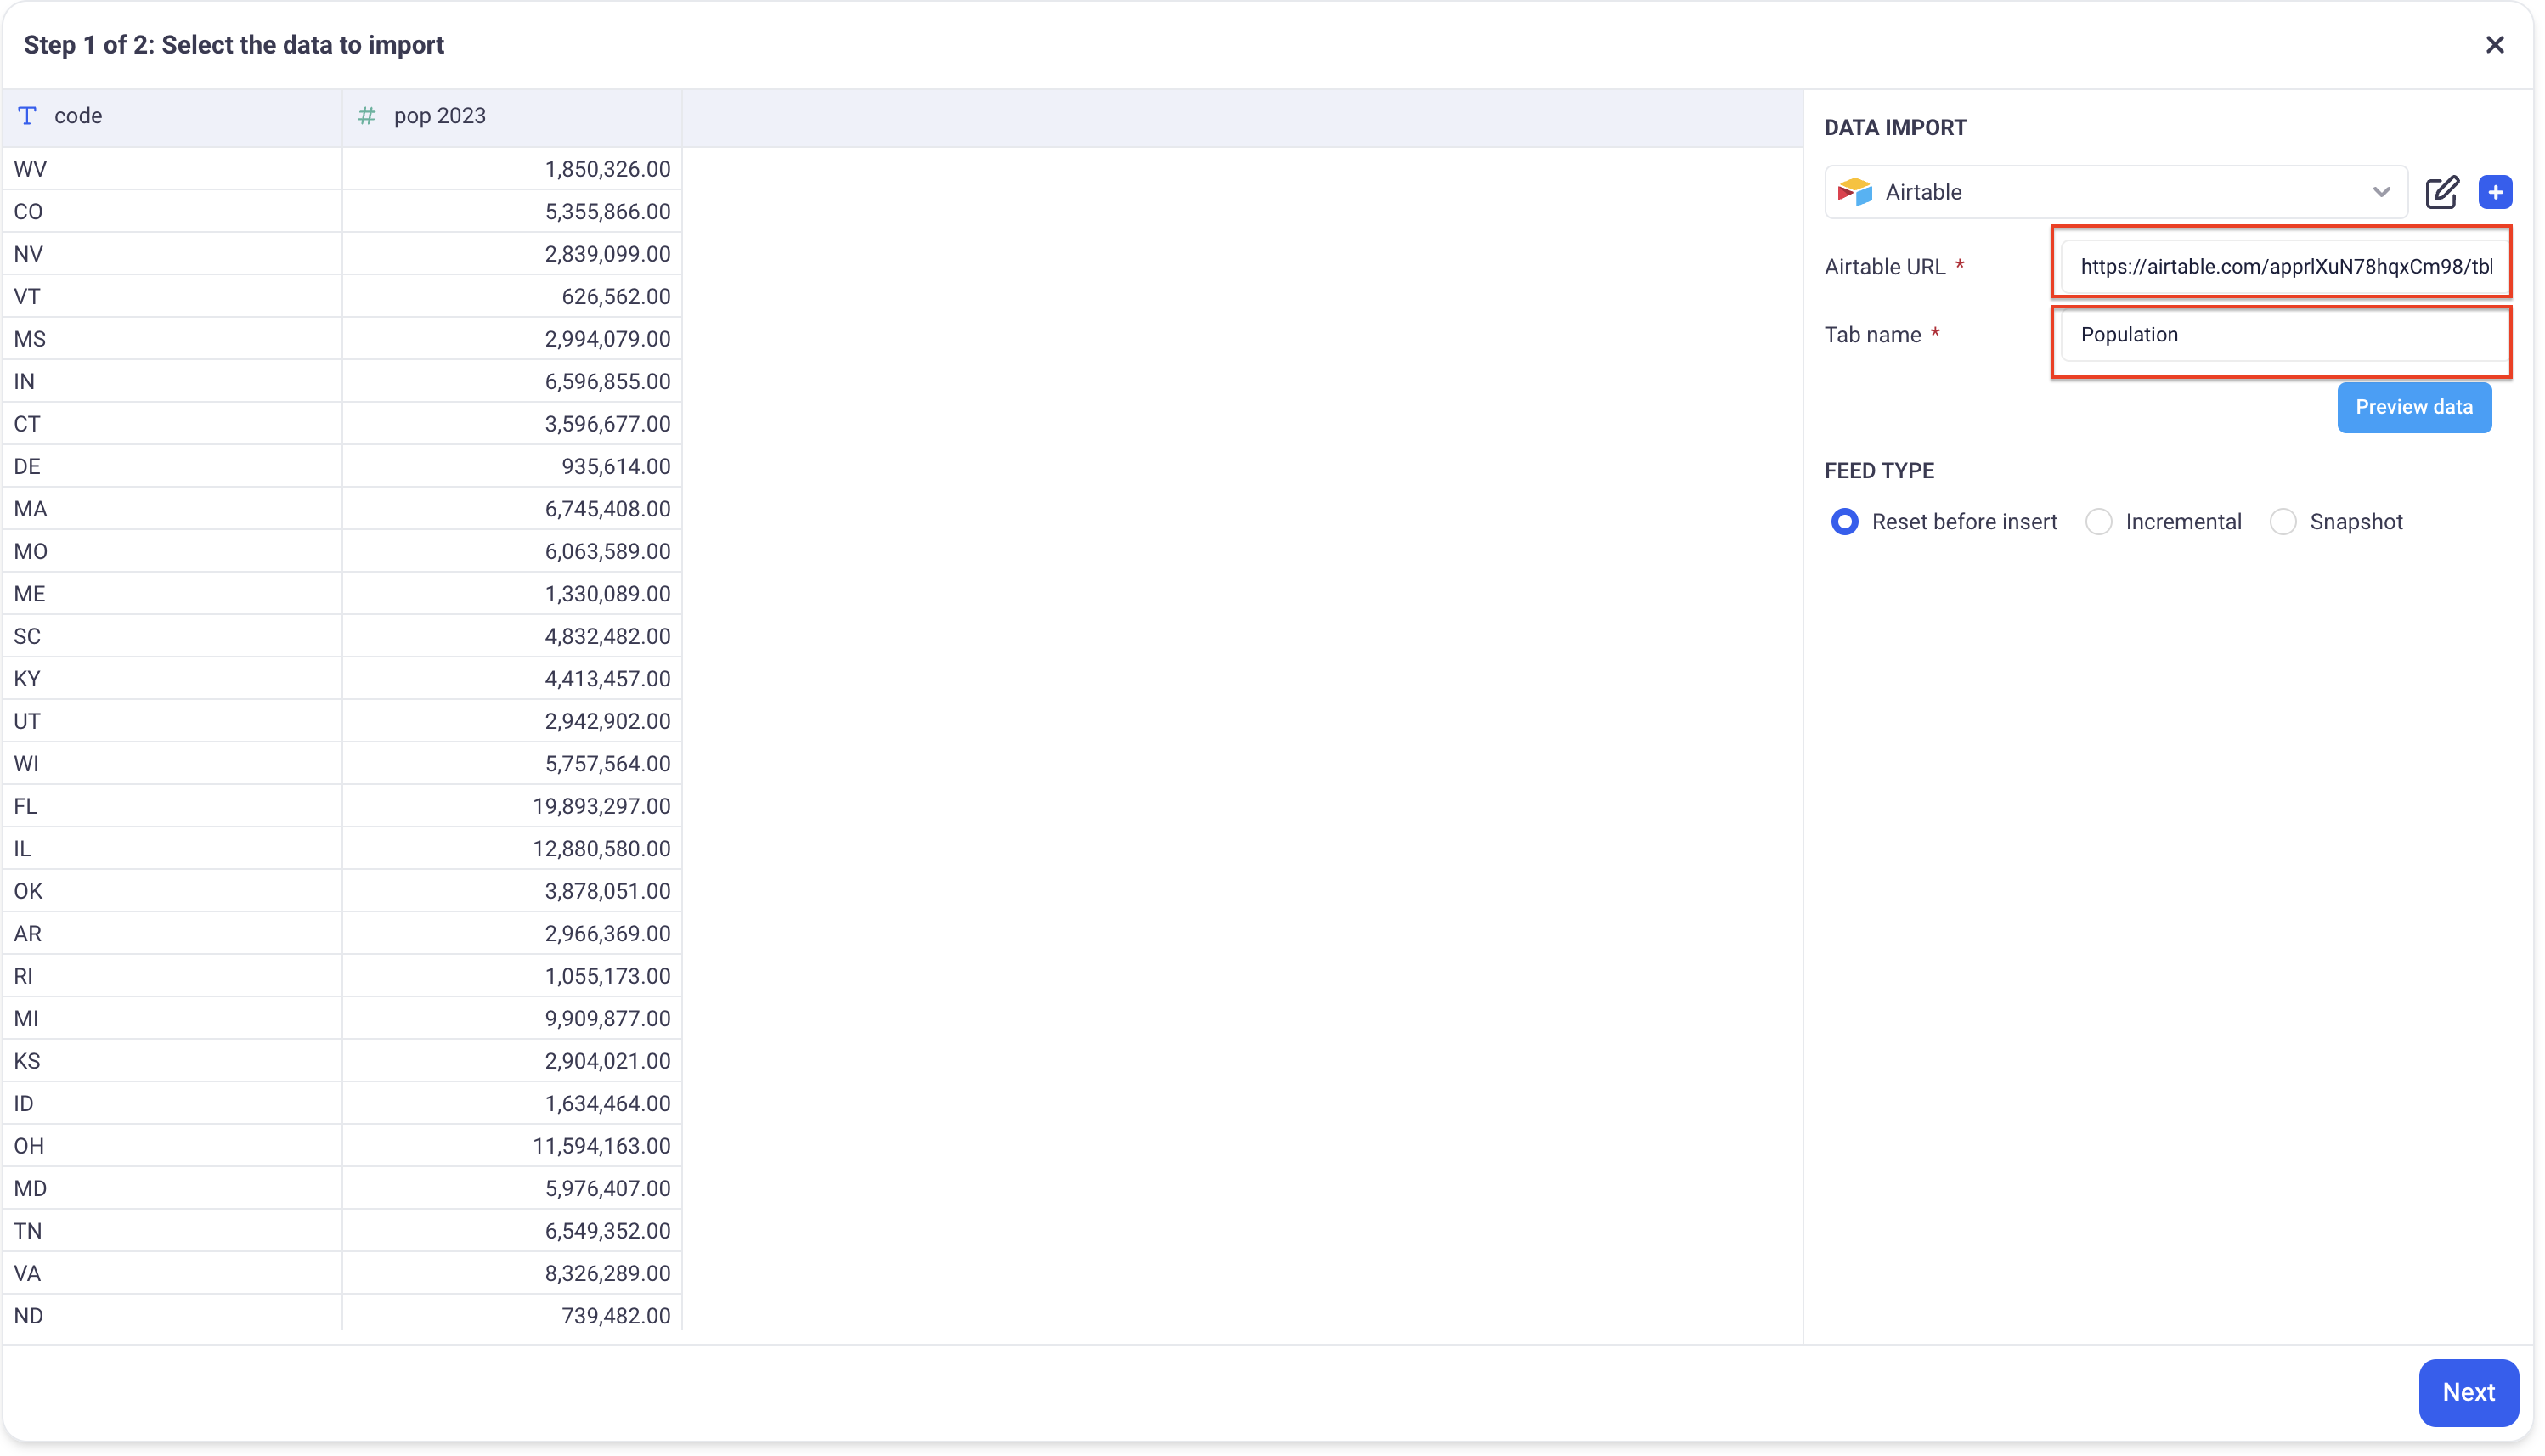 Step 1 of 2: Select the data to import
code pop 2023
WV 1,850,326.00
CO 5,355,866.00
NV 2,839,099.00
VT 626,562.00
MS 2,994,079.00
IN 6,596,855.00
CT 3,596,677.00
DE 935,614.00
MA 6,745,408.00
MO 6,063,589.00
ME 1,330,089.00
SC 4,832,482.00
KY 4,413,457.00
UT 2,942,902.00
WI 5,757,564.00
FL 19,893,297.00
IL 12,880,580.00
OK 3,878,051.00
AR 2,966,369.00
RI 1,055,173.00
MI 9,909,877.00
KS 2,904,021.00
ID 1,634,464.00
OH 11,594,163.00
MD 5,976,407.00
TN 6,549,352.00
VA 8,326,289.00
ND 739,482.00
DATA IMPORT
Airtable
Airtable URL * https://airtable.com/apprlXuN78hqxCm98/tbl
Tab name * Population
Preview data
FEED TYPE
Reset before insert Incremental Snapshot
Next